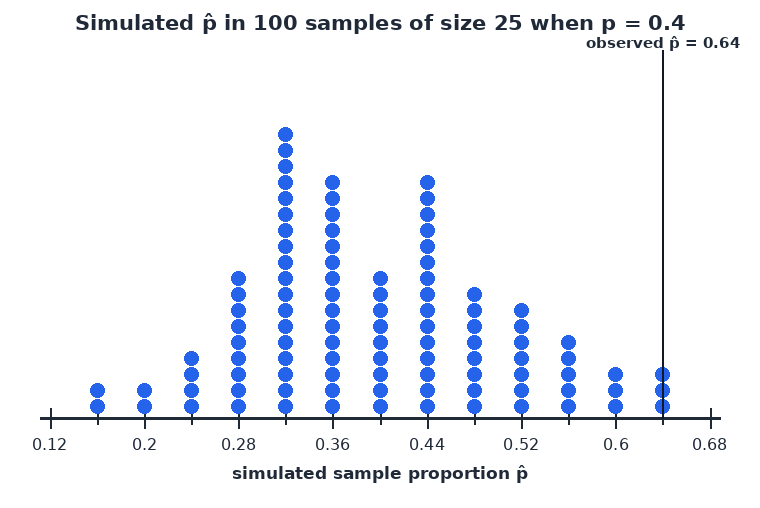 Simulated p̂ in 100 samples of size 25 when p = 0.4
observed p̂ = 0.64
0.12 0.2 0.28 0.36 0.44 0.52 0.6 0.68
simulated sample proportion p̂